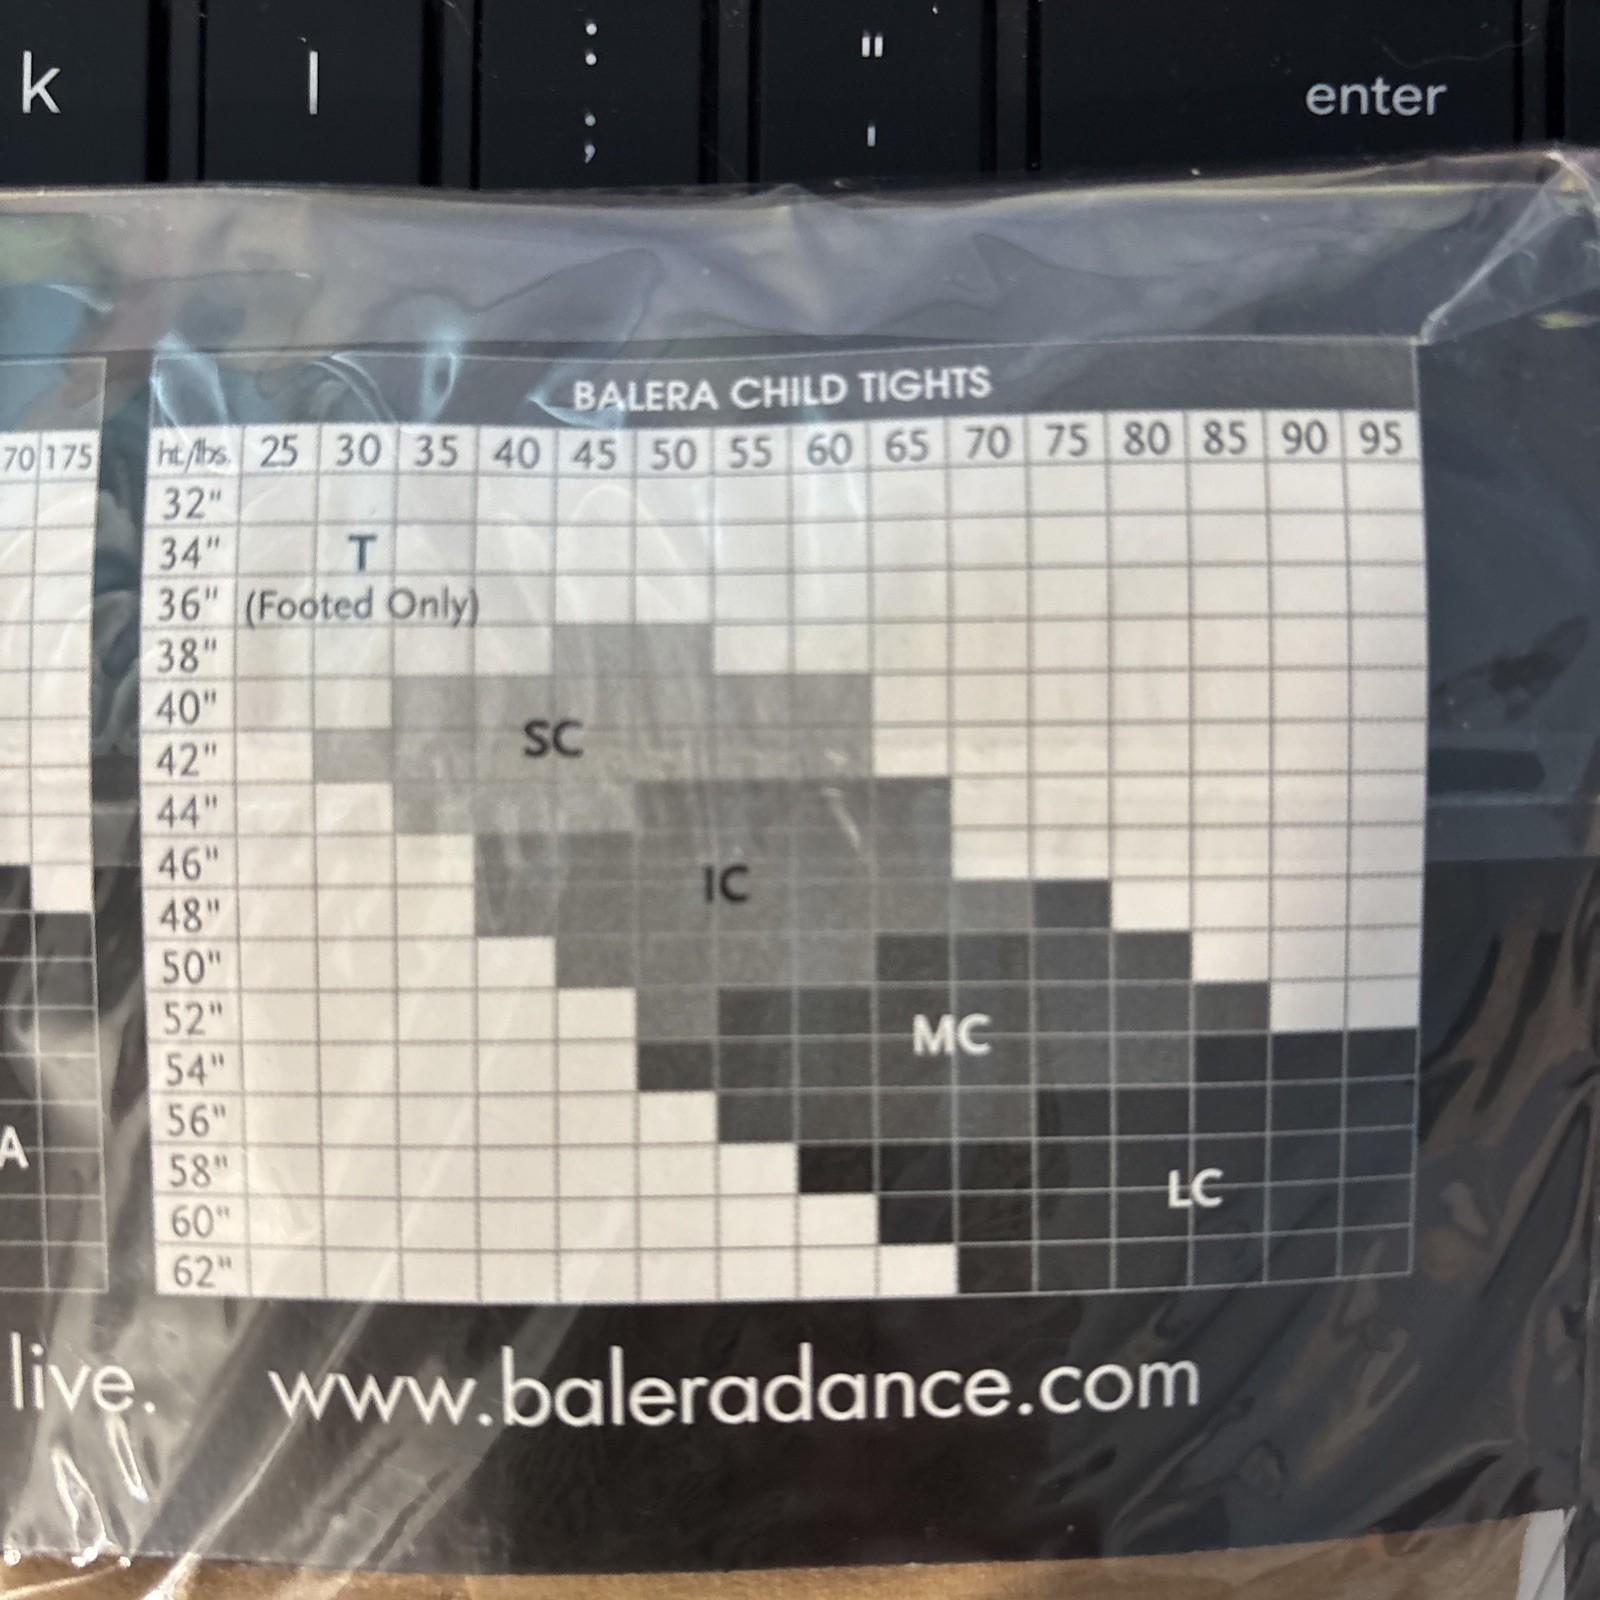 k l : ; " ' enter
BALERA CHILD TIGHTS
70 175
ht./lbs. 25 30 35 40 45 50 55 60 65 70 75 80 85 90 95
32"
34" T
36" (Footed Only)
38"
40"
SC
42"
44"
46"
IC
48"
50"
52"
MC
54"
56"
A
58"
LC
60"
62"
live. www.baleradance.com